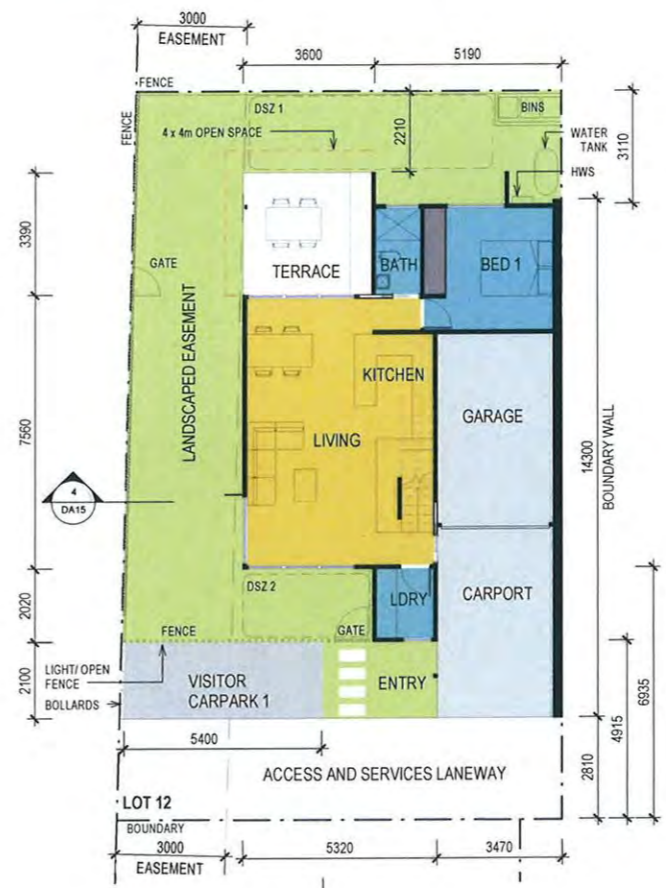 3000
EASEMENT
3600
5190
FENCE
FENCE
DSZ 1
BINS
4 x 4m OPEN SPACE
2210
WATER
TANK
3110
HWS
3390
GATE
TERRACE
BATH
BED 1
LANDSCAPED EASEMENT
KITCHEN
GARAGE
LIVING
7560
14300
BOUNDARY WALL
4
DA15
DSZ 2
LDRY
CARPORT
2020
FENCE
GATE
LIGHT/ OPEN
FENCE
BOLLARDS
2100
VISITOR
CARPARK 1
ENTRY
6935
4915
2810
5400
ACCESS AND SERVICES LANEWAY
LOT 12
BOUNDARY
3000
EASEMENT
5320
3470